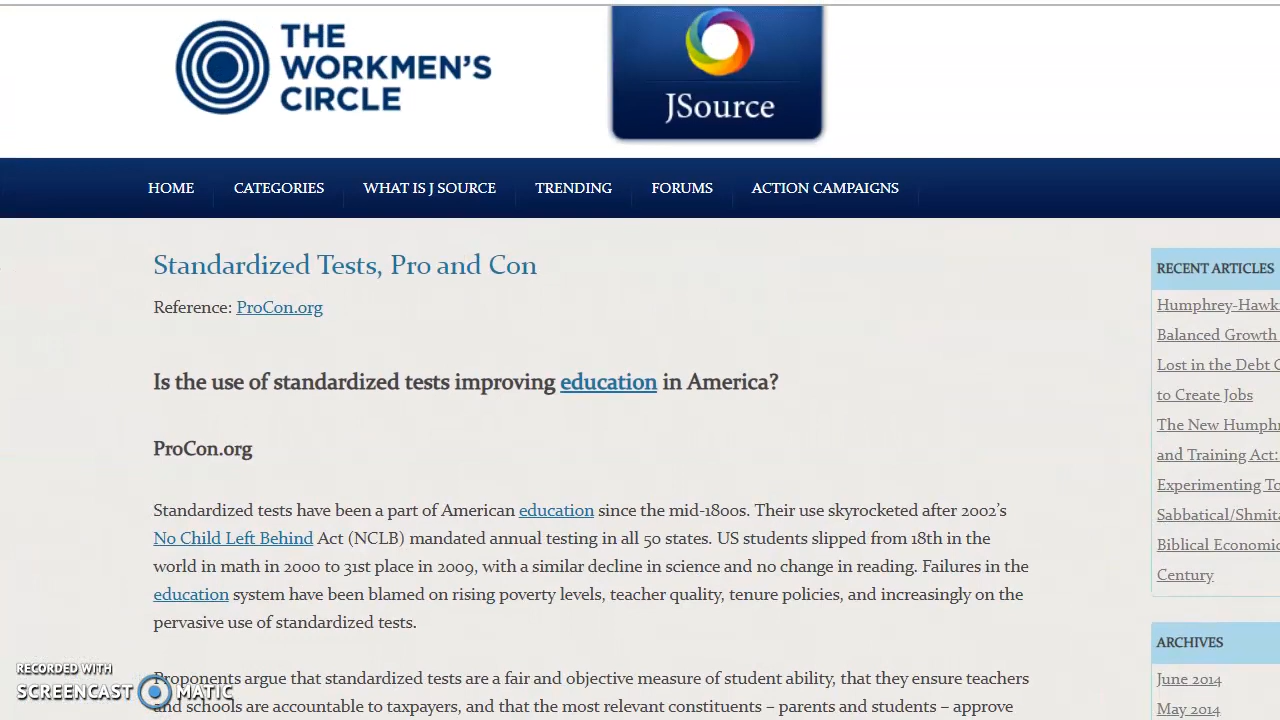 THE
WORKMEN'S
CIRCLE
JSource
HOME
CATEGORIES
WHAT IS J SOURCE
TRENDING
FORUMS
ACTION CAMPAIGNS
Standardized Tests, Pro and Con
Reference: ProCon.org
Is the use of standardized tests improving education in America?
ProCon.org
Standardized tests have been a part of American education since the mid-1800s. Their use skyrocketed after 2002's
No Child Left Behind Act (NCLB) mandated annual testing in all 50 states. US students slipped from 18th in the
world in math in 2000 to 31st place in 2009, with a similar decline in science and no change in reading. Failures in the
education system have been blamed on rising poverty levels, teacher quality, tenure policies, and increasingly on the
pervasive use of standardized tests.
Proponents argue that standardized tests are a fair and objective measure of student ability, that they ensure teachers
and schools are accountable to taxpayers, and that the most relevant constituents – parents and students – approve
RECENT ARTICLES
Humphrey-Hawk
Balanced Growth
Lost in the Debt
to Create Jobs
The New Humphr
and Training Act:
Experimenting To
Sabbatical/Shmita
Biblical Economic
Century
ARCHIVES
June 2014
May 2014
RECORDED WITH
SCREENCAST MATIC